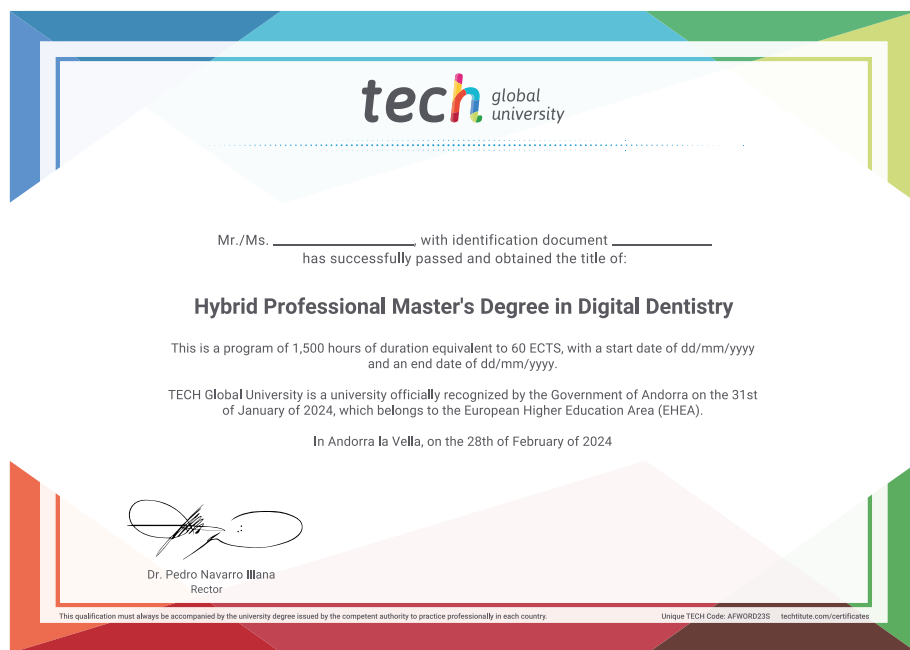 tech global university
Mr./Ms. ____________, with identification document ____________
has successfully passed and obtained the title of:
Hybrid Professional Master's Degree in Digital Dentistry
This is a program of 1,500 hours of duration equivalent to 60 ECTS, with a start date of dd/mm/yyyy
and an end date of dd/mm/yyyy.
TECH Global University is a university officially recognized by the Government of Andorra on the 31st
of January of 2024, which belongs to the European Higher Education Area (EHEA).
In Andorra la Vella, on the 28th of February of 2024
Dr. Pedro Navarro Illana
Rector
This qualification must always be accompanied by the university degree issued by the competent authority to practice professionally in each country.
Unique TECH Code: AFWORD23S techtitute.com/certificates